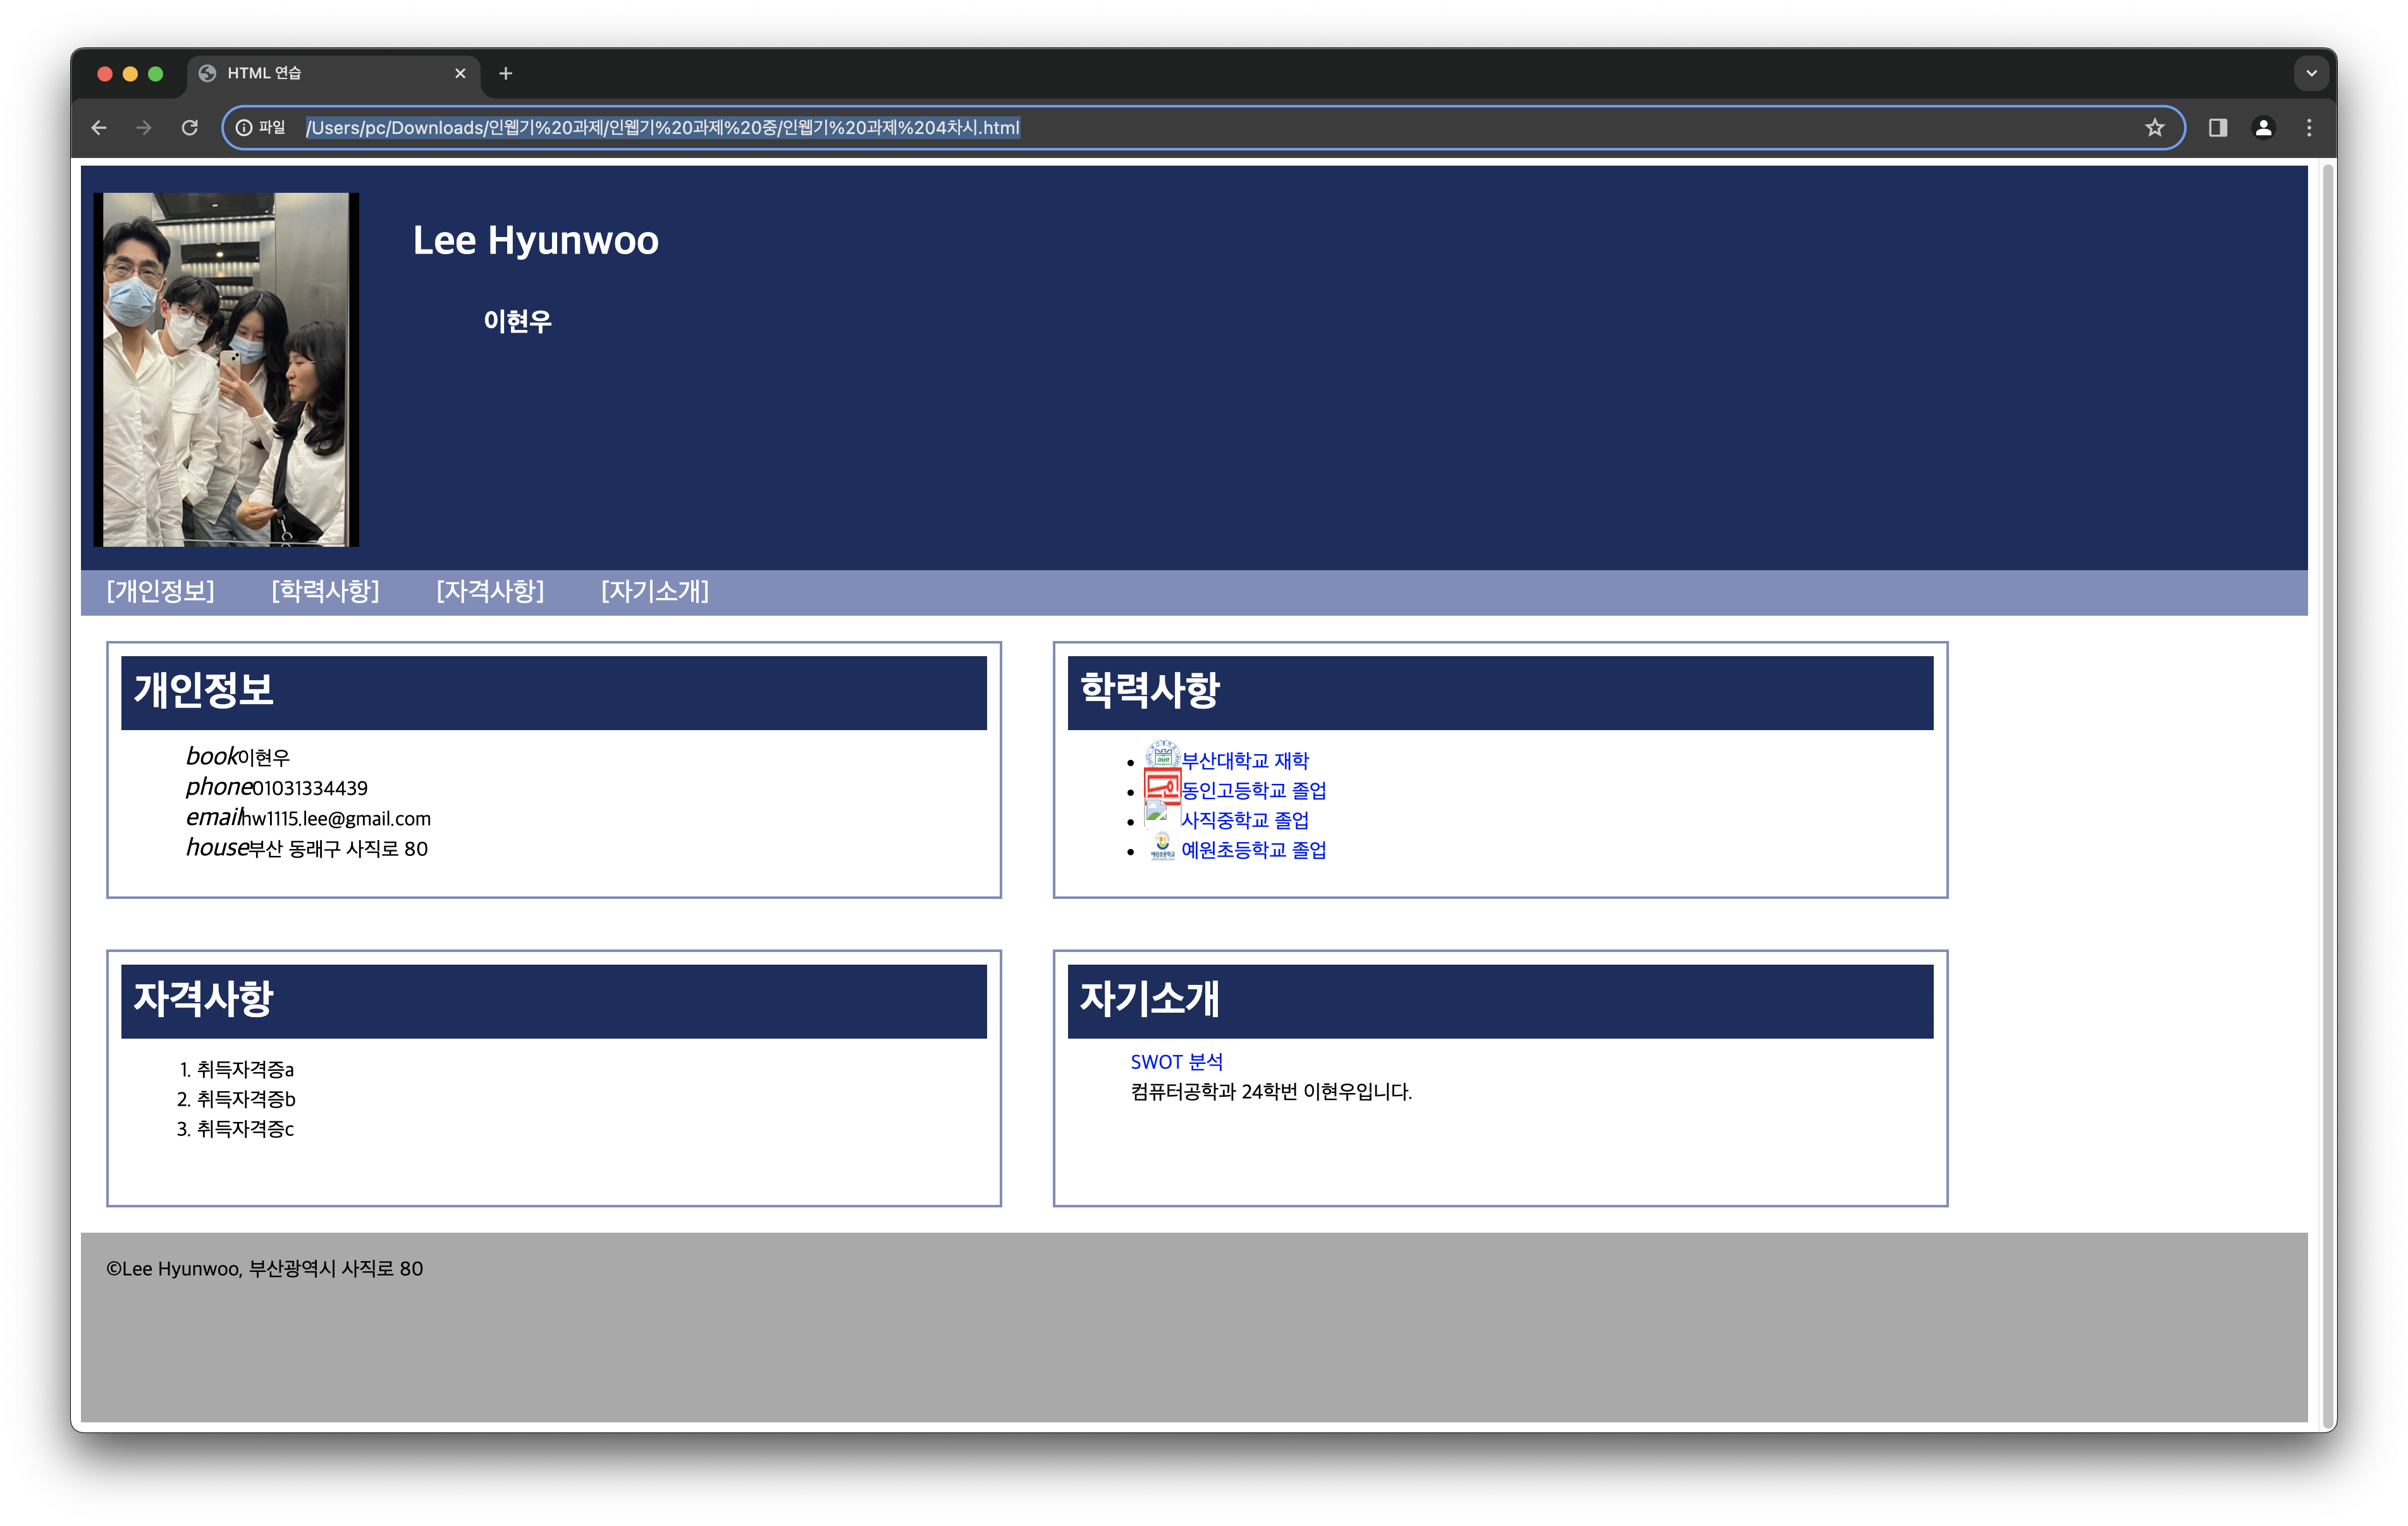 HTML 연습
파일 /Users/pc/Downloads/인웹기%20과제/인웹기%20과제%20중/인웹기%20과제%204차시.html
Lee Hyunwoo
이현우
[개인정보] [학력사항] [자격사항] [자기소개]
개인정보
book이현우
phone01031334439
emailhw1115.lee@gmail.com
house부산 동래구 사직로 80
학력사항
부산대학교 재학
동인고등학교 졸업
사직중학교 졸업
예원초등학교 졸업
자격사항
1. 취득자격증a
2. 취득자격증b
3. 취득자격증c
자기소개
SWOT 분석
컴퓨터공학과 24학번 이현우입니다.
©Lee Hyunwoo, 부산광역시 사직로 80